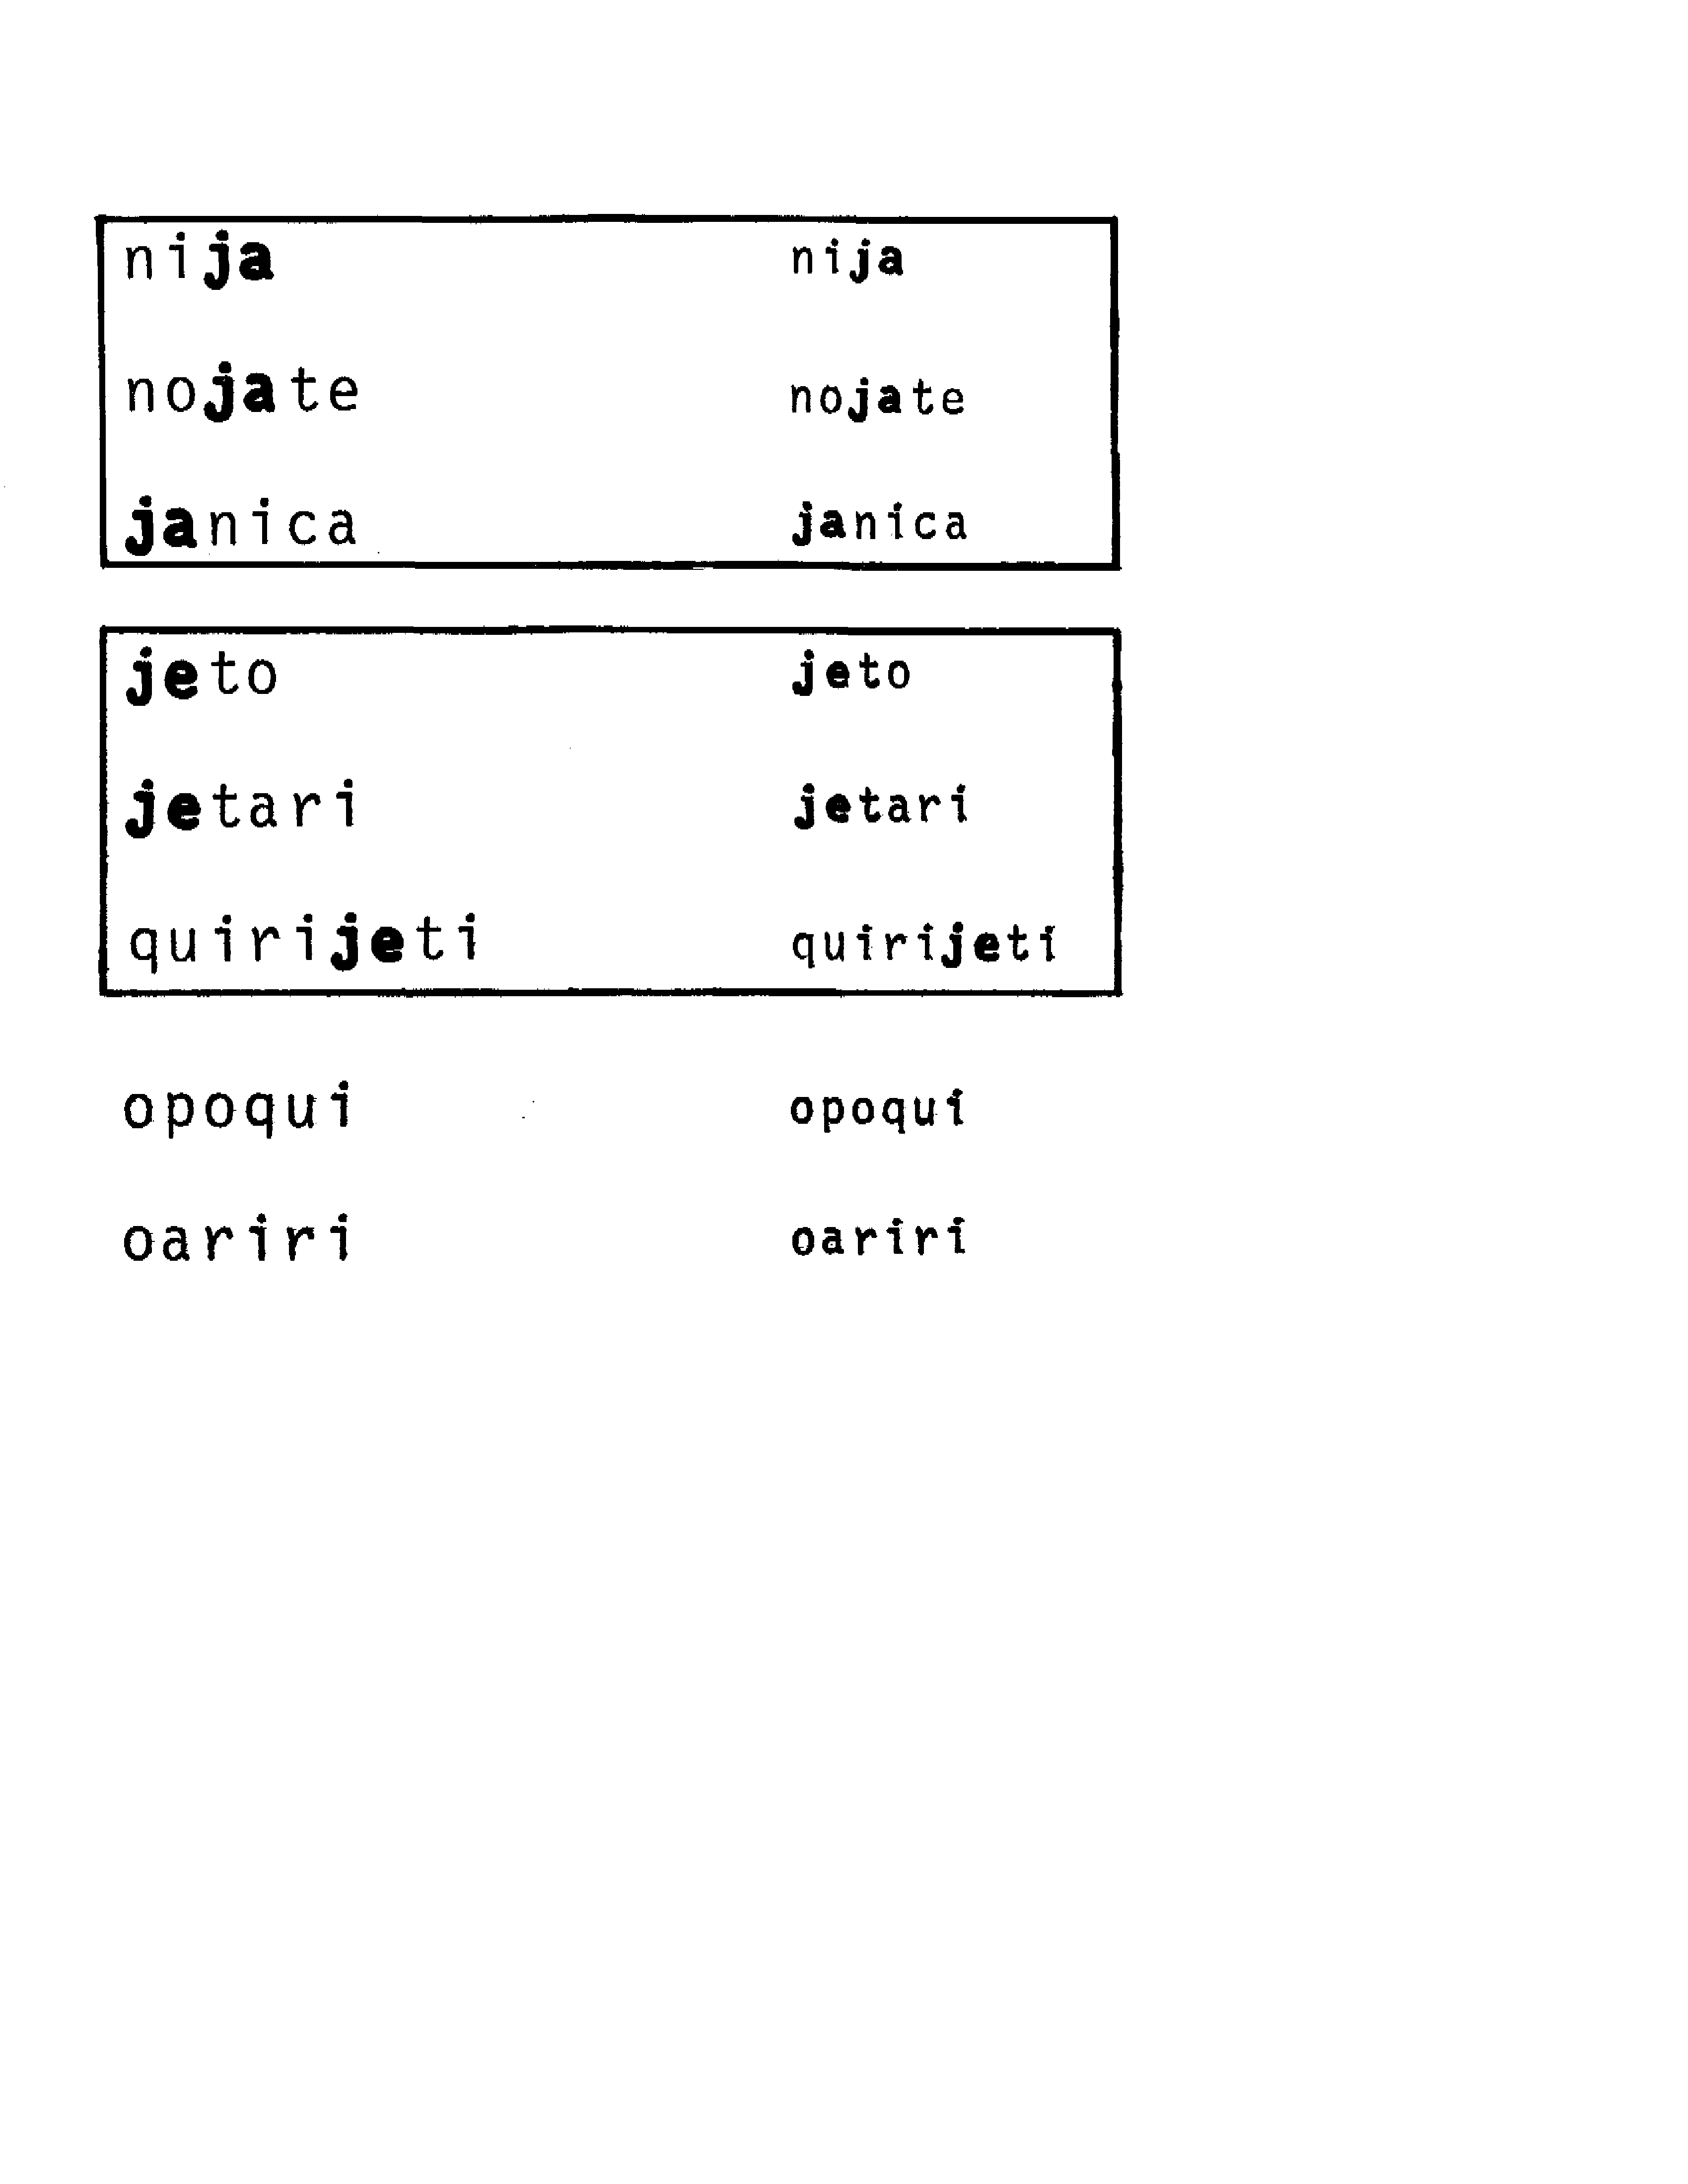 nija nija
nojate nojate
janica janica
jeto jeto
jetari jetari
quirijeti quirijeti
opoqui opoqui
oariri oariri